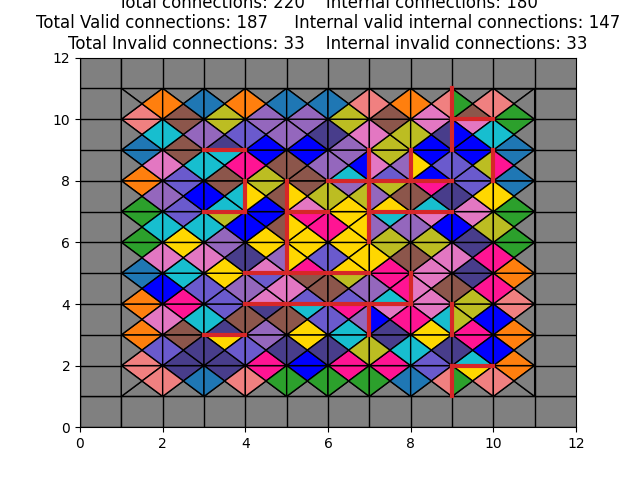 Total connections: 220    Internal connections: 180
Total Valid connections: 187    Internal valid internal connections: 147
Total Invalid connections: 33    Internal invalid connections: 33
12
10
8
6
4
2
0
0 2 4 6 8 10 12